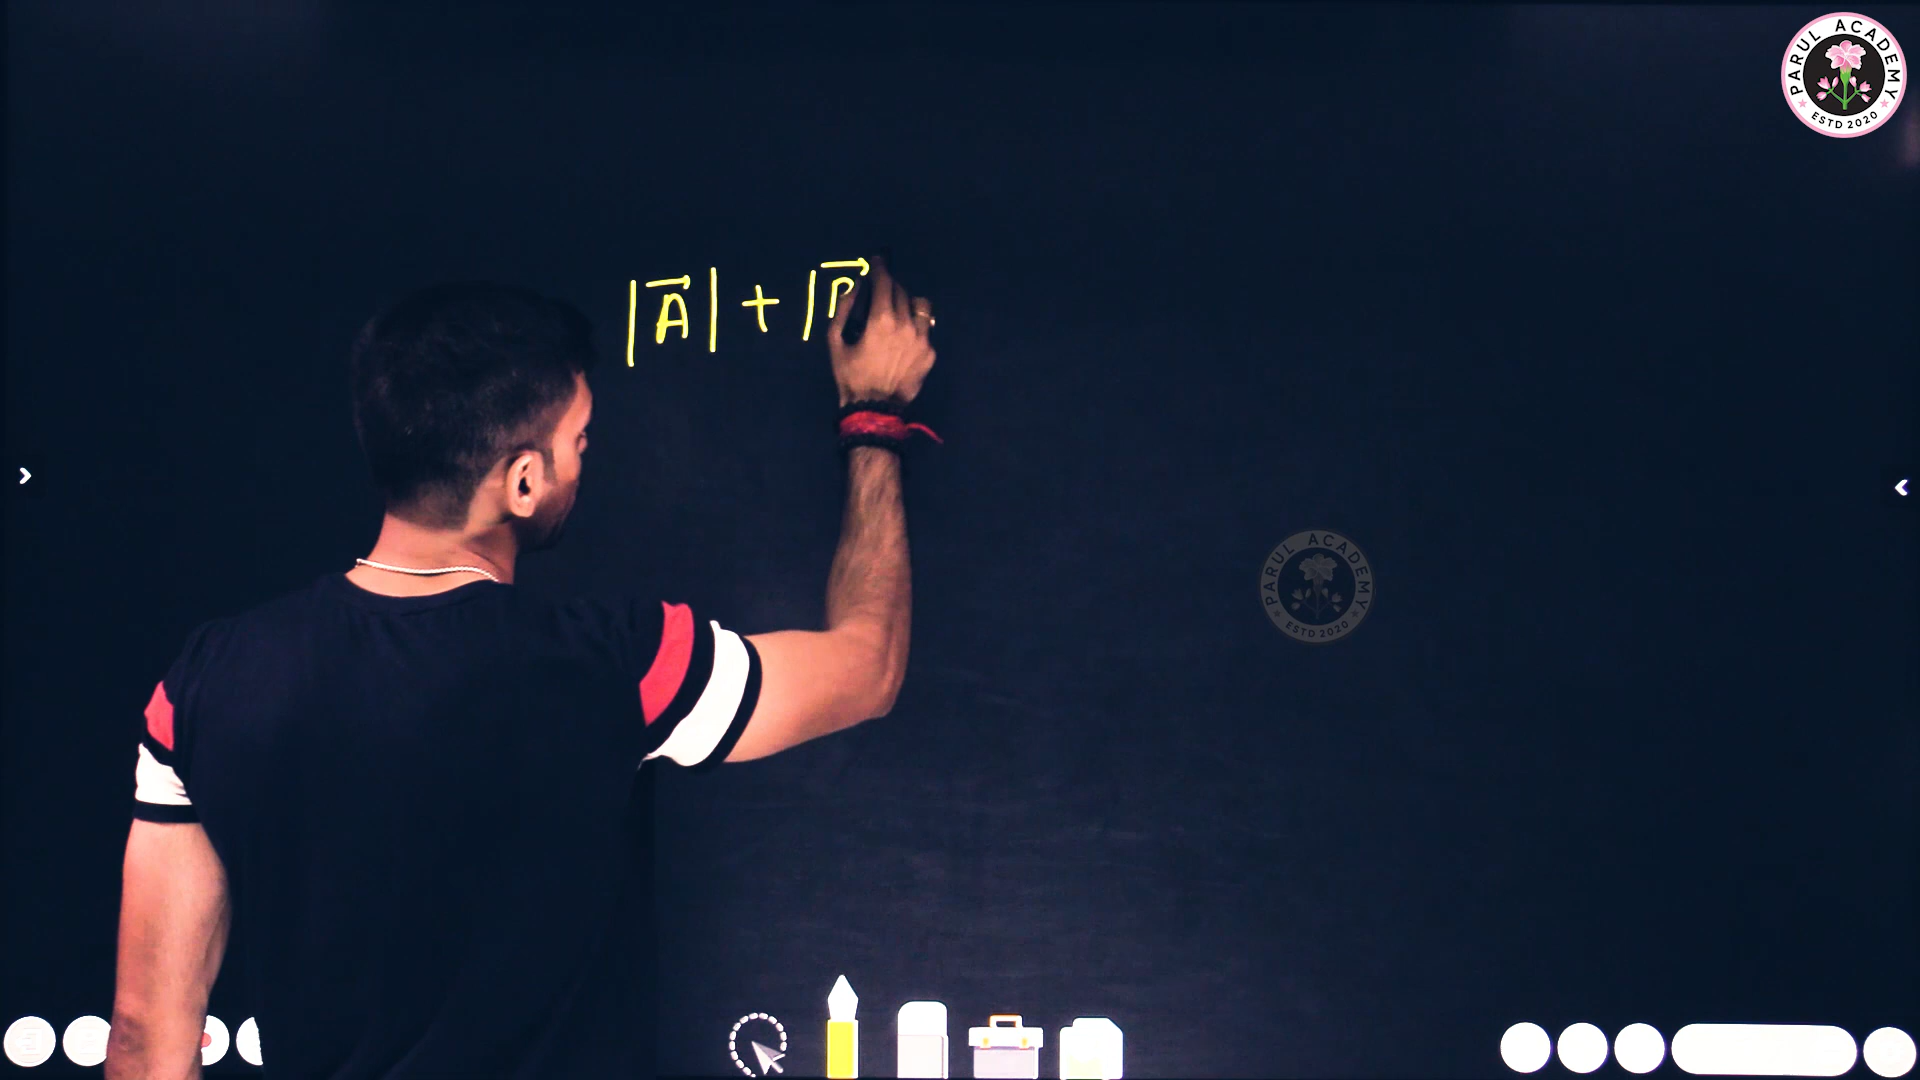 |A⃗| + |B⃗
PARUL ACADEMY
ESTD 2020
PARUL ACADEMY
ESTD 2020